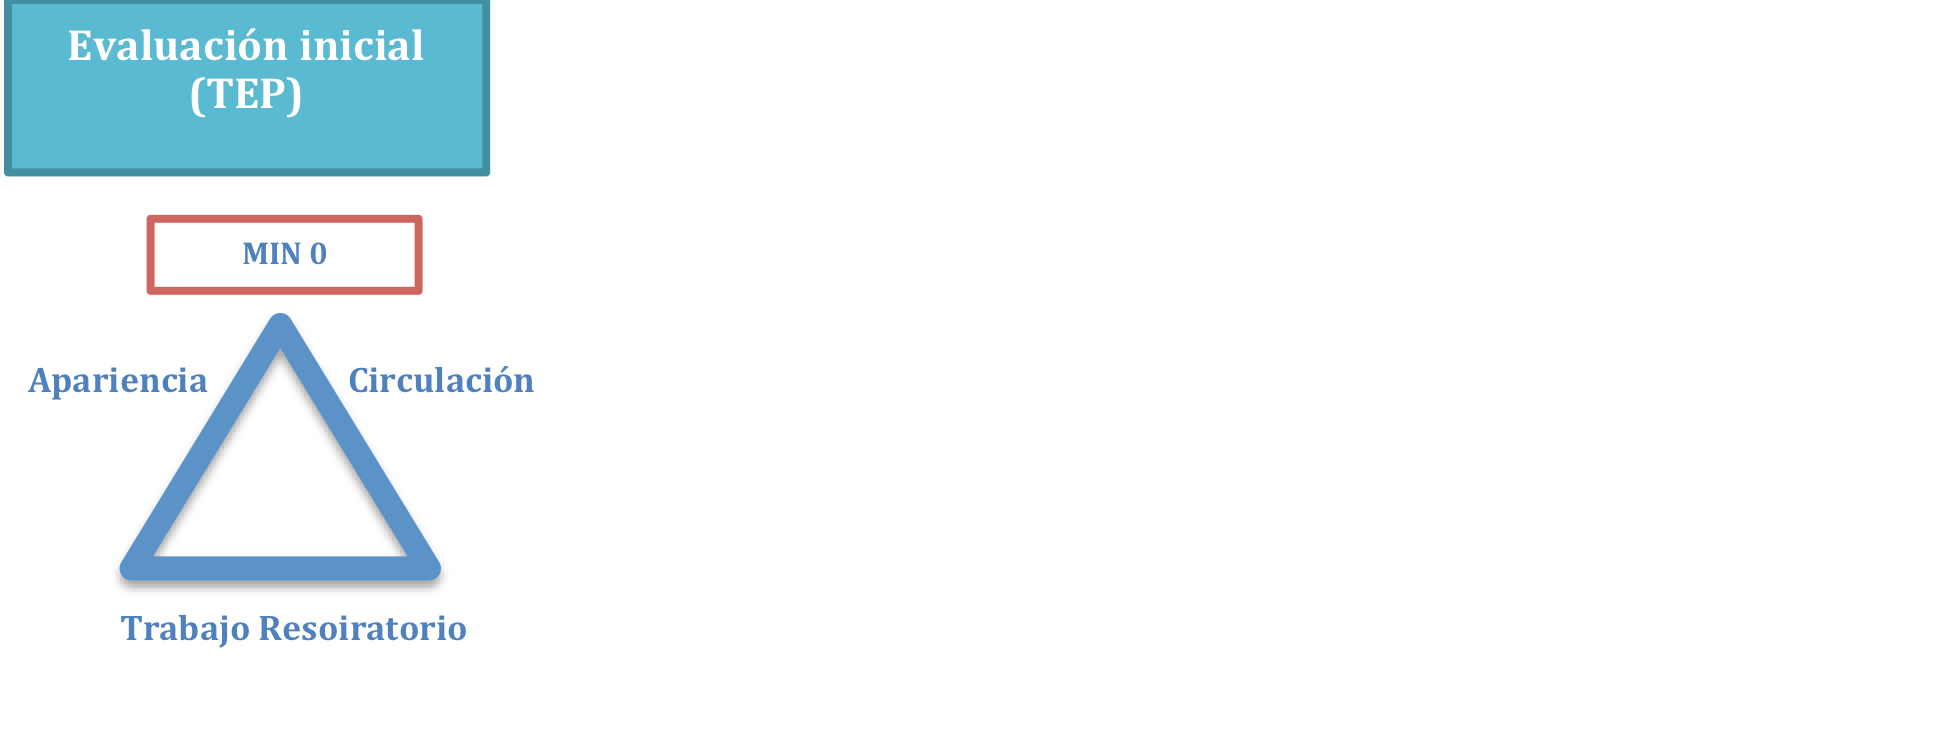 Evaluación inicial
(TEP)
MIN 0
Apariencia
Circulación
Trabajo Resoiratorio